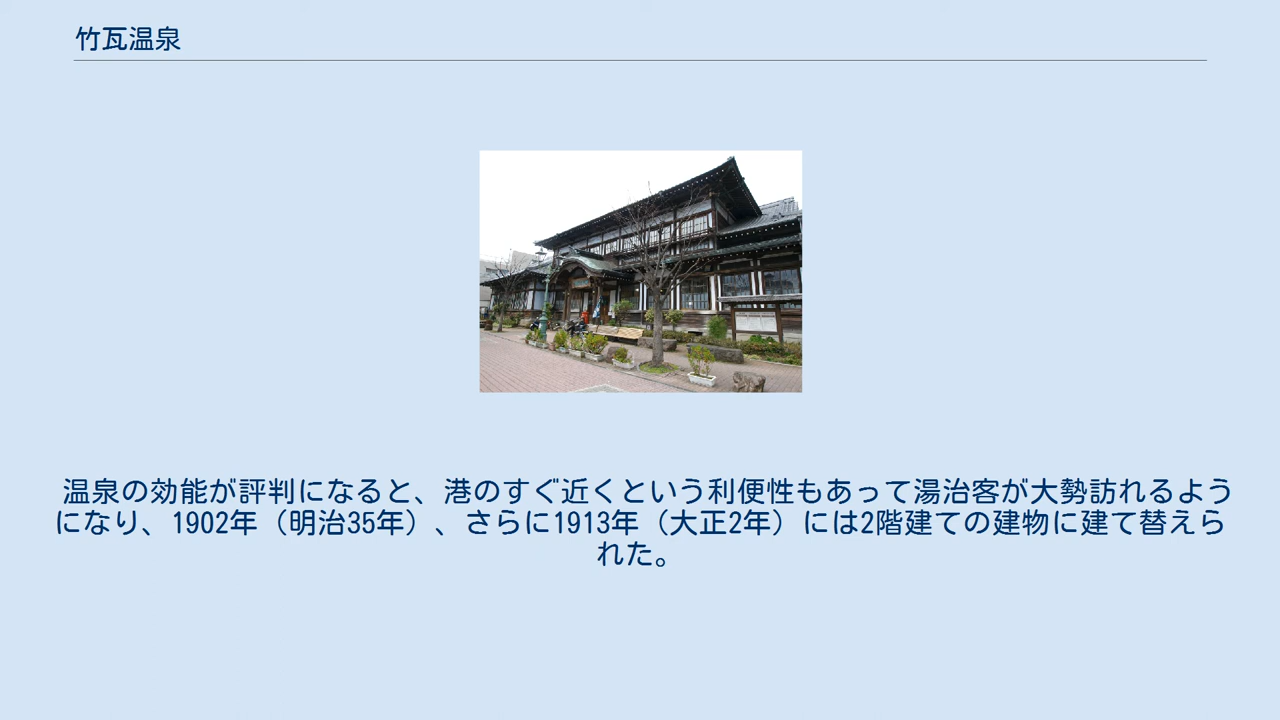 竹瓦温泉
温泉の効能が評判になると、港のすぐ近くという利便性もあって湯治客が大勢訪れるよう
になり、1902年（明治35年）、さらに1913年（大正2年）には2階建ての建物に建て替えら
れた。